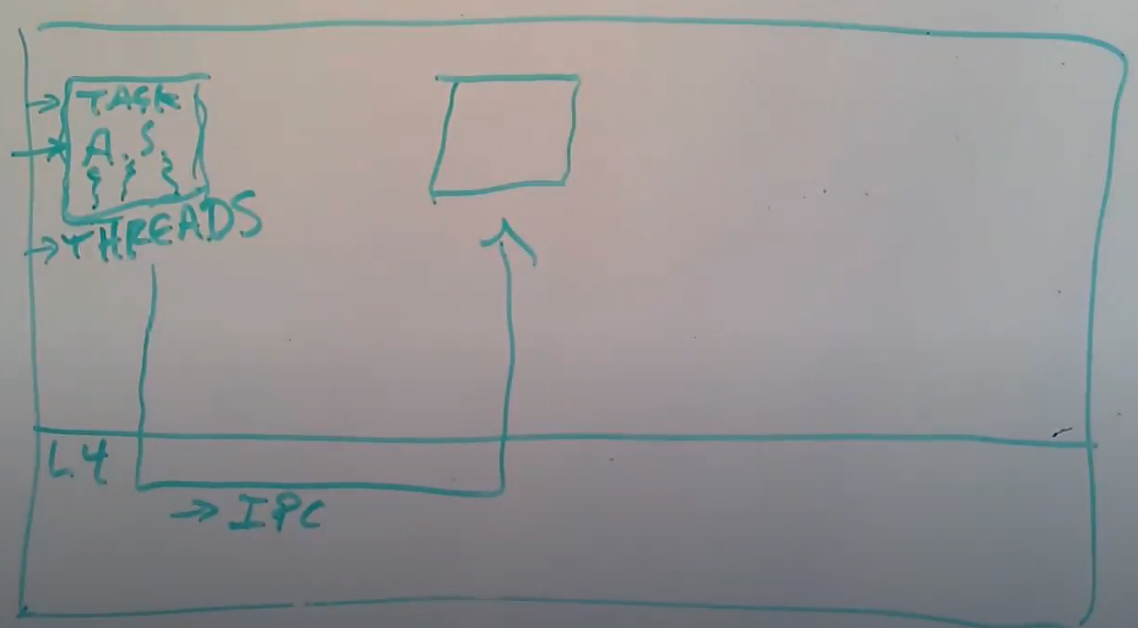 TASK
A.S.
THREADS
L4
→ IPC